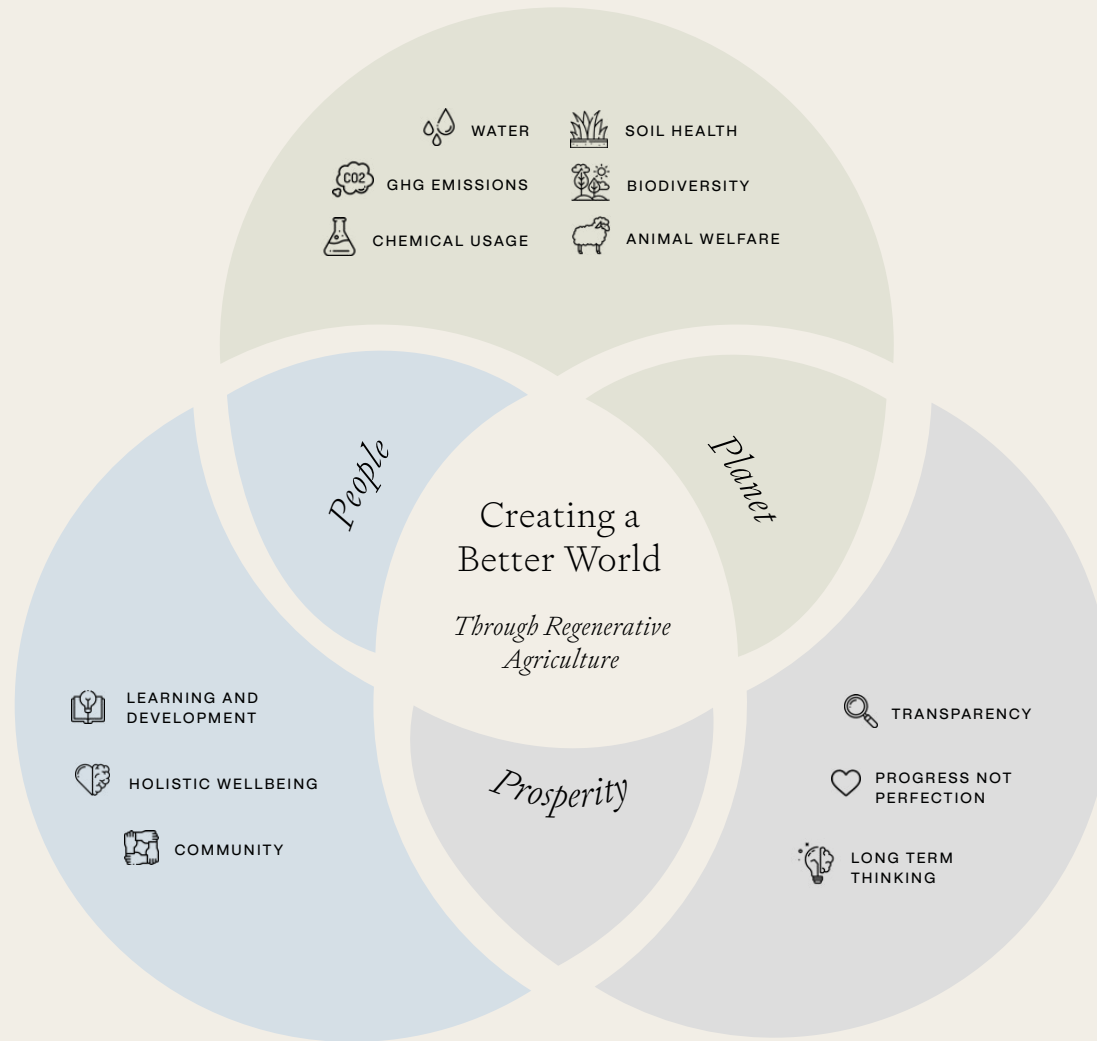 WATER
SOIL HEALTH
CO2
GHG EMISSIONS
BIODIVERSITY
CHEMICAL USAGE
ANIMAL WELFARE
People
Planet
Creating a
Better World
Through Regenerative
Agriculture
LEARNING AND
DEVELOPMENT
HOLISTIC WELLBEING
COMMUNITY
Prosperity
TRANSPARENCY
PROGRESS NOT
PERFECTION
LONG TERM
THINKING